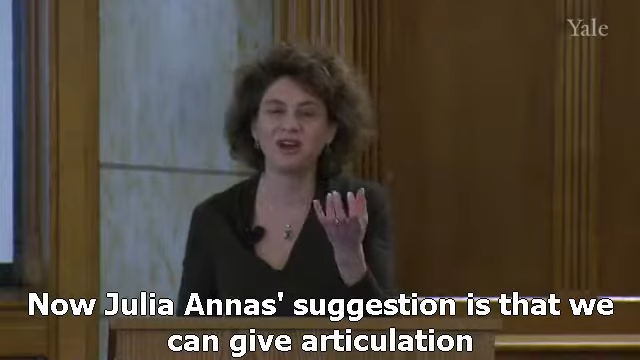 Yale
Now Julia Annas' suggestion is that we
can give articulation